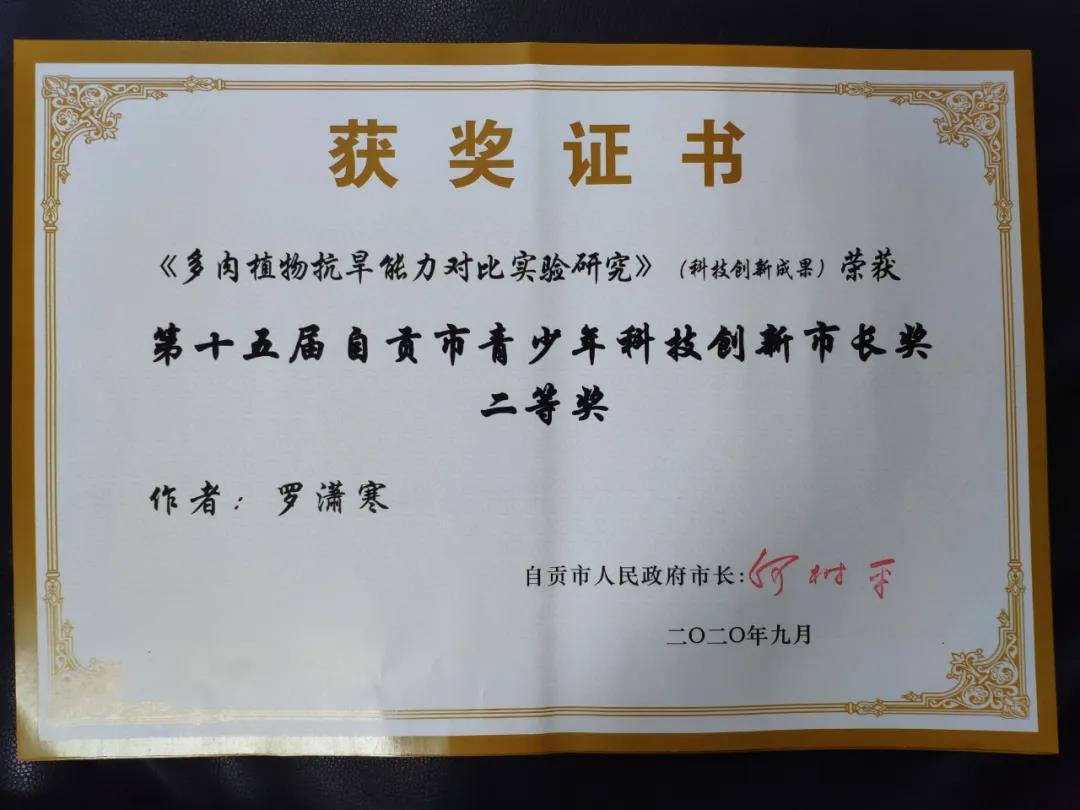 获奖证书
《多肉植物抗旱能力对比实验研究》（科技创新成果）荣获
第十五届自贡市青少年科技创新市长奖
二等奖
作者：罗潇寒
自贡市人民政府市长：何树平
二〇二〇年九月